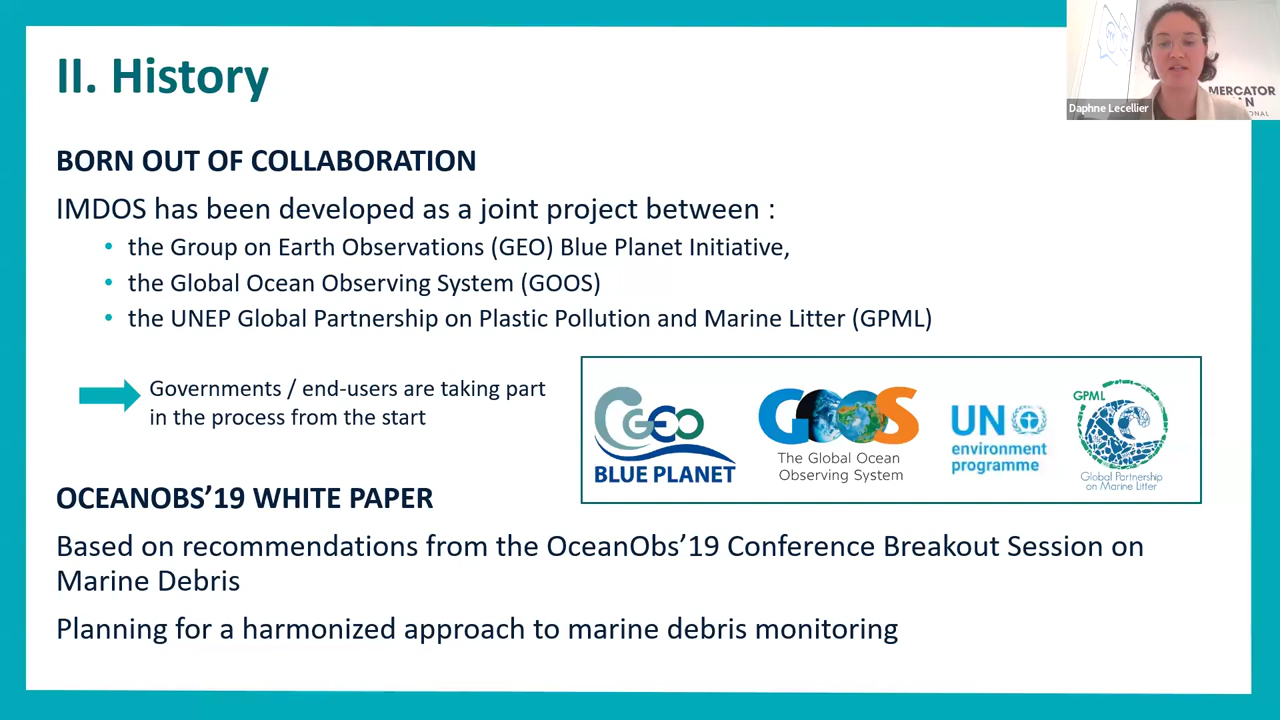 II. History
BORN OUT OF COLLABORATION
IMDOS has been developed as a joint project between :
• the Group on Earth Observations (GEO) Blue Planet Initiative,
• the Global Ocean Observing System (GOOS)
• the UNEP Global Partnership on Plastic Pollution and Marine Litter (GPML)
Governments / end-users are taking part
in the process from the start
GEO
BLUE PLANET
GOOS
The Global Ocean
Observing System
UN
environment
programme
GPML
Global Partnership
on Marine Litter
OCEANOBS’19 WHITE PAPER
Based on recommendations from the OceanObs’19 Conference Breakout Session on
Marine Debris
Planning for a harmonized approach to marine debris monitoring
Daphne Lecellier
MERCATOR